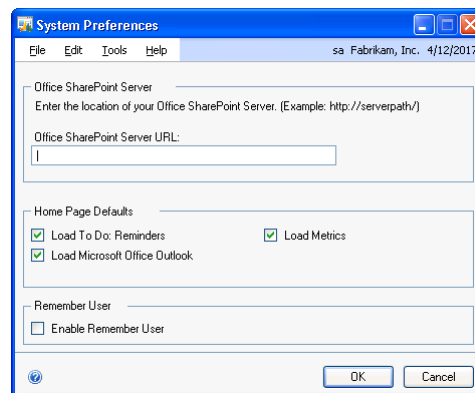 System Preferences
File Edit Tools Help sa Fabrikam, Inc. 4/12/2017
Office SharePoint Server
Enter the location of your Office SharePoint Server. (Example: http://serverpath/)
Office SharePoint Server URL:
Home Page Defaults
Load To Do: Reminders Load Metrics
Load Microsoft Office Outlook
Remember User
Enable Remember User
OK Cancel